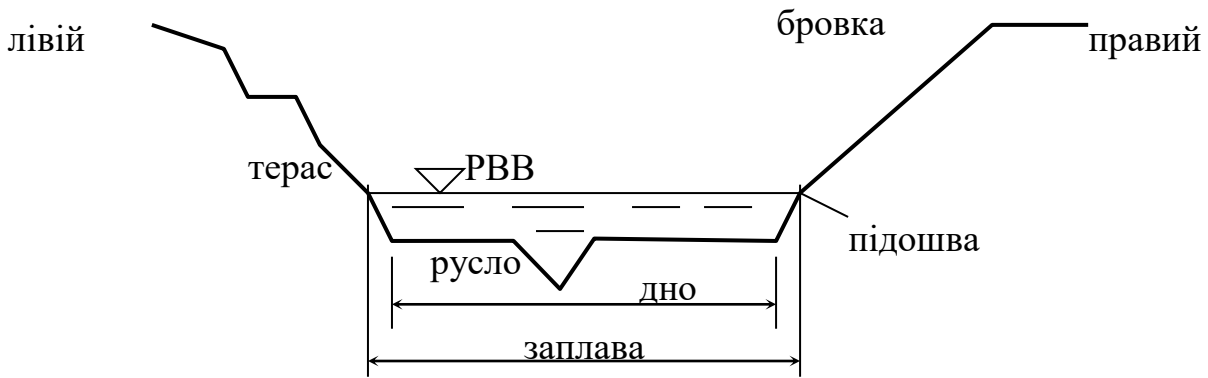 лівій
бровка
правий
терас
РВВ
підошва
русло
дно
заплава